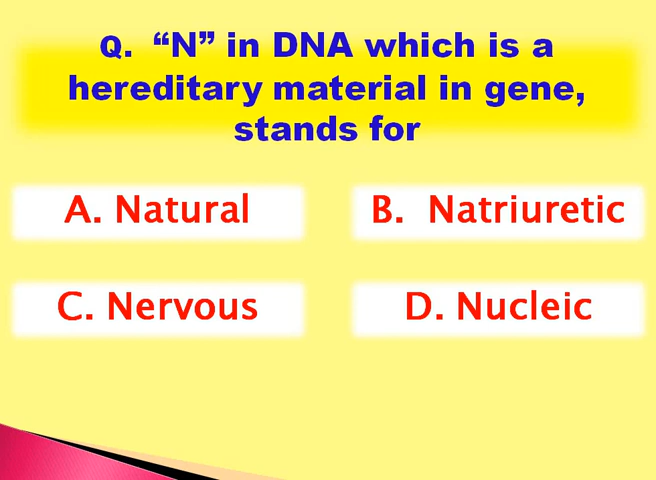 Q. “N” in DNA which is a
hereditary material in gene,
stands for
A. Natural
B. Natriuretic
C. Nervous
D. Nucleic